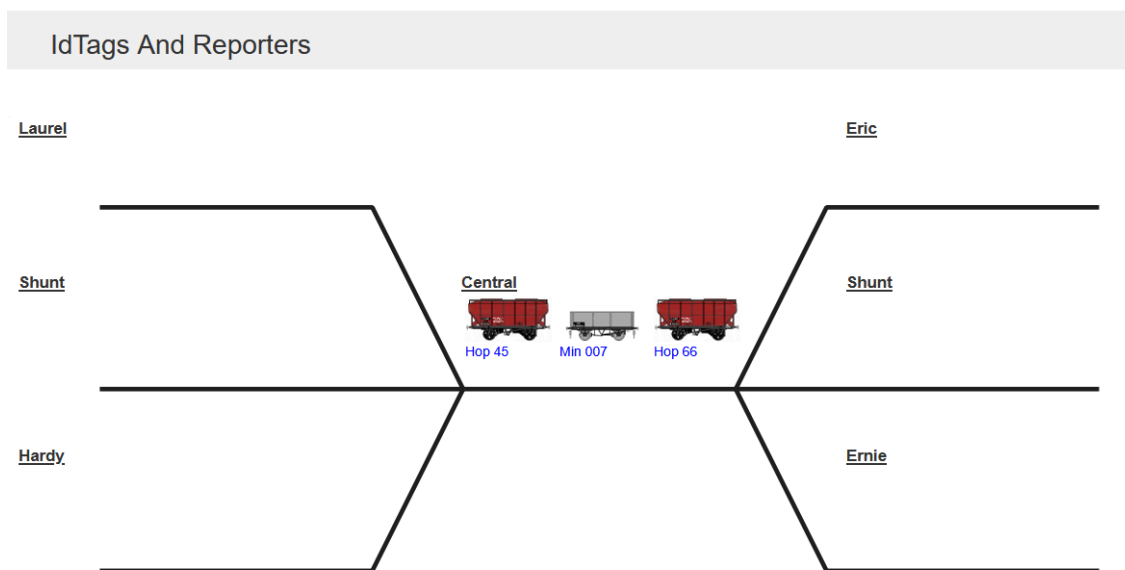 IdTags And Reporters
Laurel
Eric
Shunt
Central
Shunt
Hop 45
Min 007
Hop 66
Hardy
Ernie